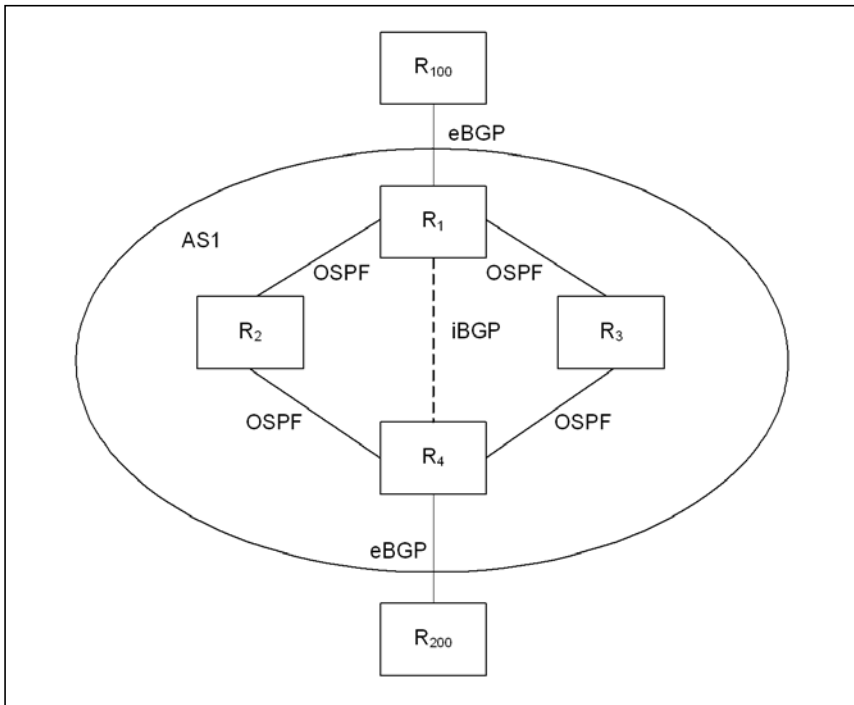 R₁₀₀
eBGP
R₁
AS1
OSPF OSPF
R₂ iBGP R₃
OSPF OSPF
R₄
eBGP
R₂₀₀